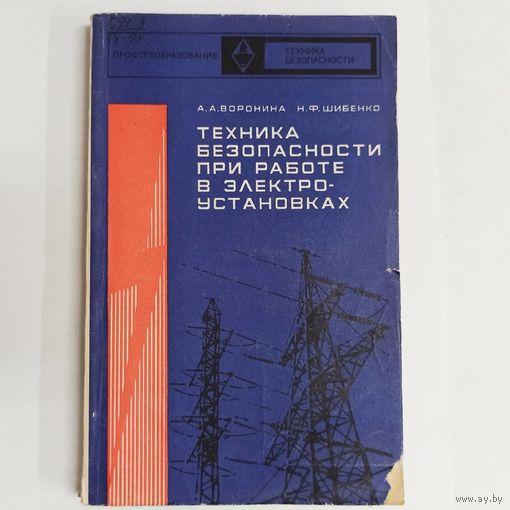 ПРОФТЕХОБРАЗОВАНИЕ
ТЕХНИКА
БЕЗОПАСНОСТИ
А.А.ВОРОНИНА Н.Ф.ШИБЕНКО
ТЕХНИКА
БЕЗОПАСНОСТИ
ПРИ РАБОТЕ
В ЭЛЕКТРО-
УСТАНОВКАХ
www.ay.by